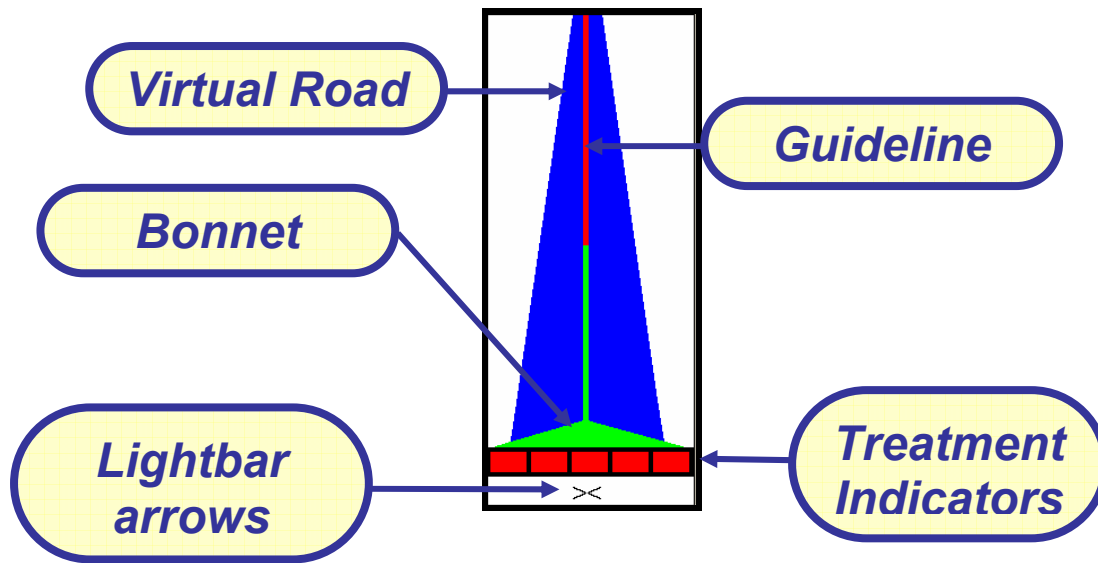 Virtual Road
Guideline
Bonnet
Lightbar
arrows
><
Treatment
Indicators